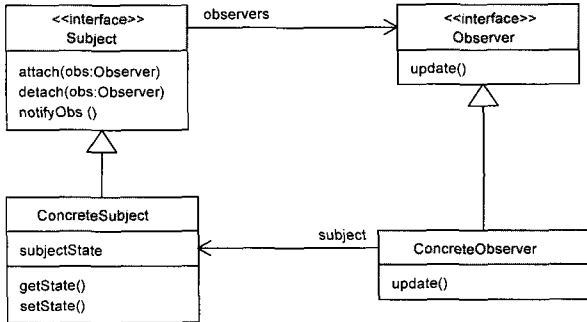 <<interface>>
Subject
attach(obs:Observer)
detach(obs:Observer)
notifyObs ()
observers
<<interface>>
Observer
update()
ConcreteSubject
subjectState
getState()
setState()
subject
ConcreteObserver
update()